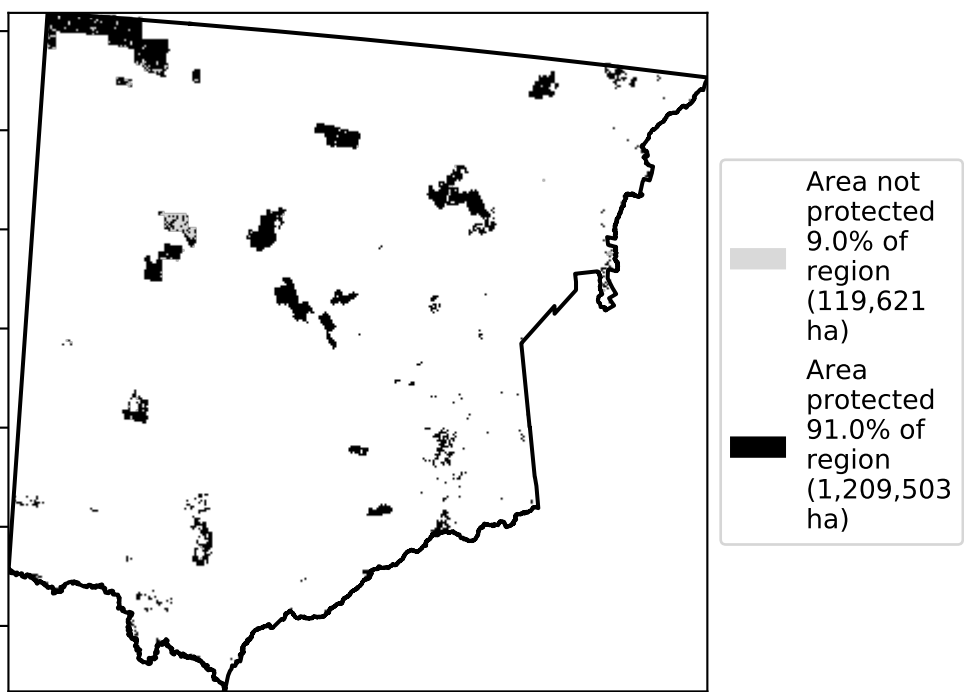 Area not
protected
9.0% of
region
(119,621
ha)
Area
protected
91.0% of
region
(1,209,503
ha)